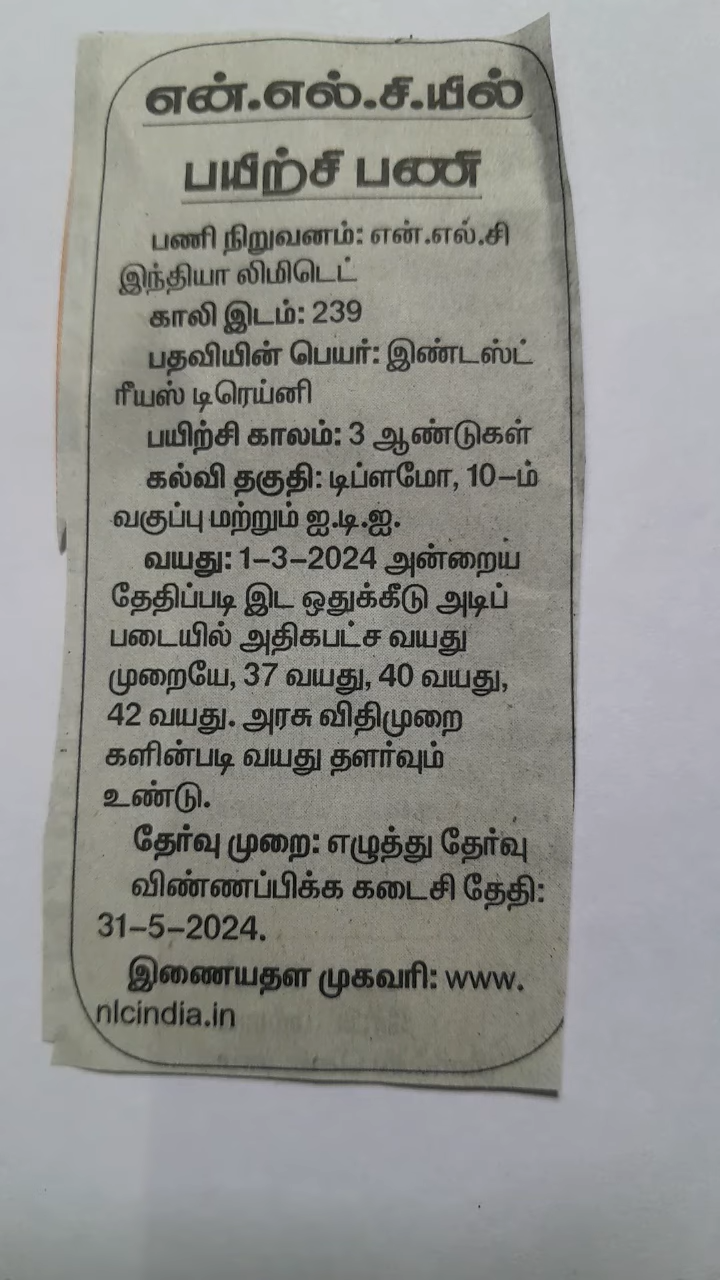 என்.எல்.சி.யில்
பயிற்சி பணி
பணி நிறுவனம்: என்.எல்.சி
இந்தியா லிமிடெட்
காலி இடம்: 239
பதவியின் பெயர்: இண்டஸ்ட்
ரீயஸ் டிரெய்னி
பயிற்சி காலம்: 3 ஆண்டுகள்
கல்வி தகுதி: டிப்ளமோ, 10–ம்
வகுப்பு மற்றும் ஐ.டி.ஐ.
வயது: 1–3–2024 அன்றைய
தேதிப்படி இட ஒதுக்கீடு அடிப்
படையில் அதிகபட்ச வயது
முறையே, 37 வயது, 40 வயது,
42 வயது. அரசு விதிமுறை
களின்படி வயது தளர்வும்
உண்டு.
தேர்வு முறை: எழுத்து தேர்வு
விண்ணப்பிக்க கடைசி தேதி:
31–5–2024.
இணையதள முகவரி: www.
nlcindia.in